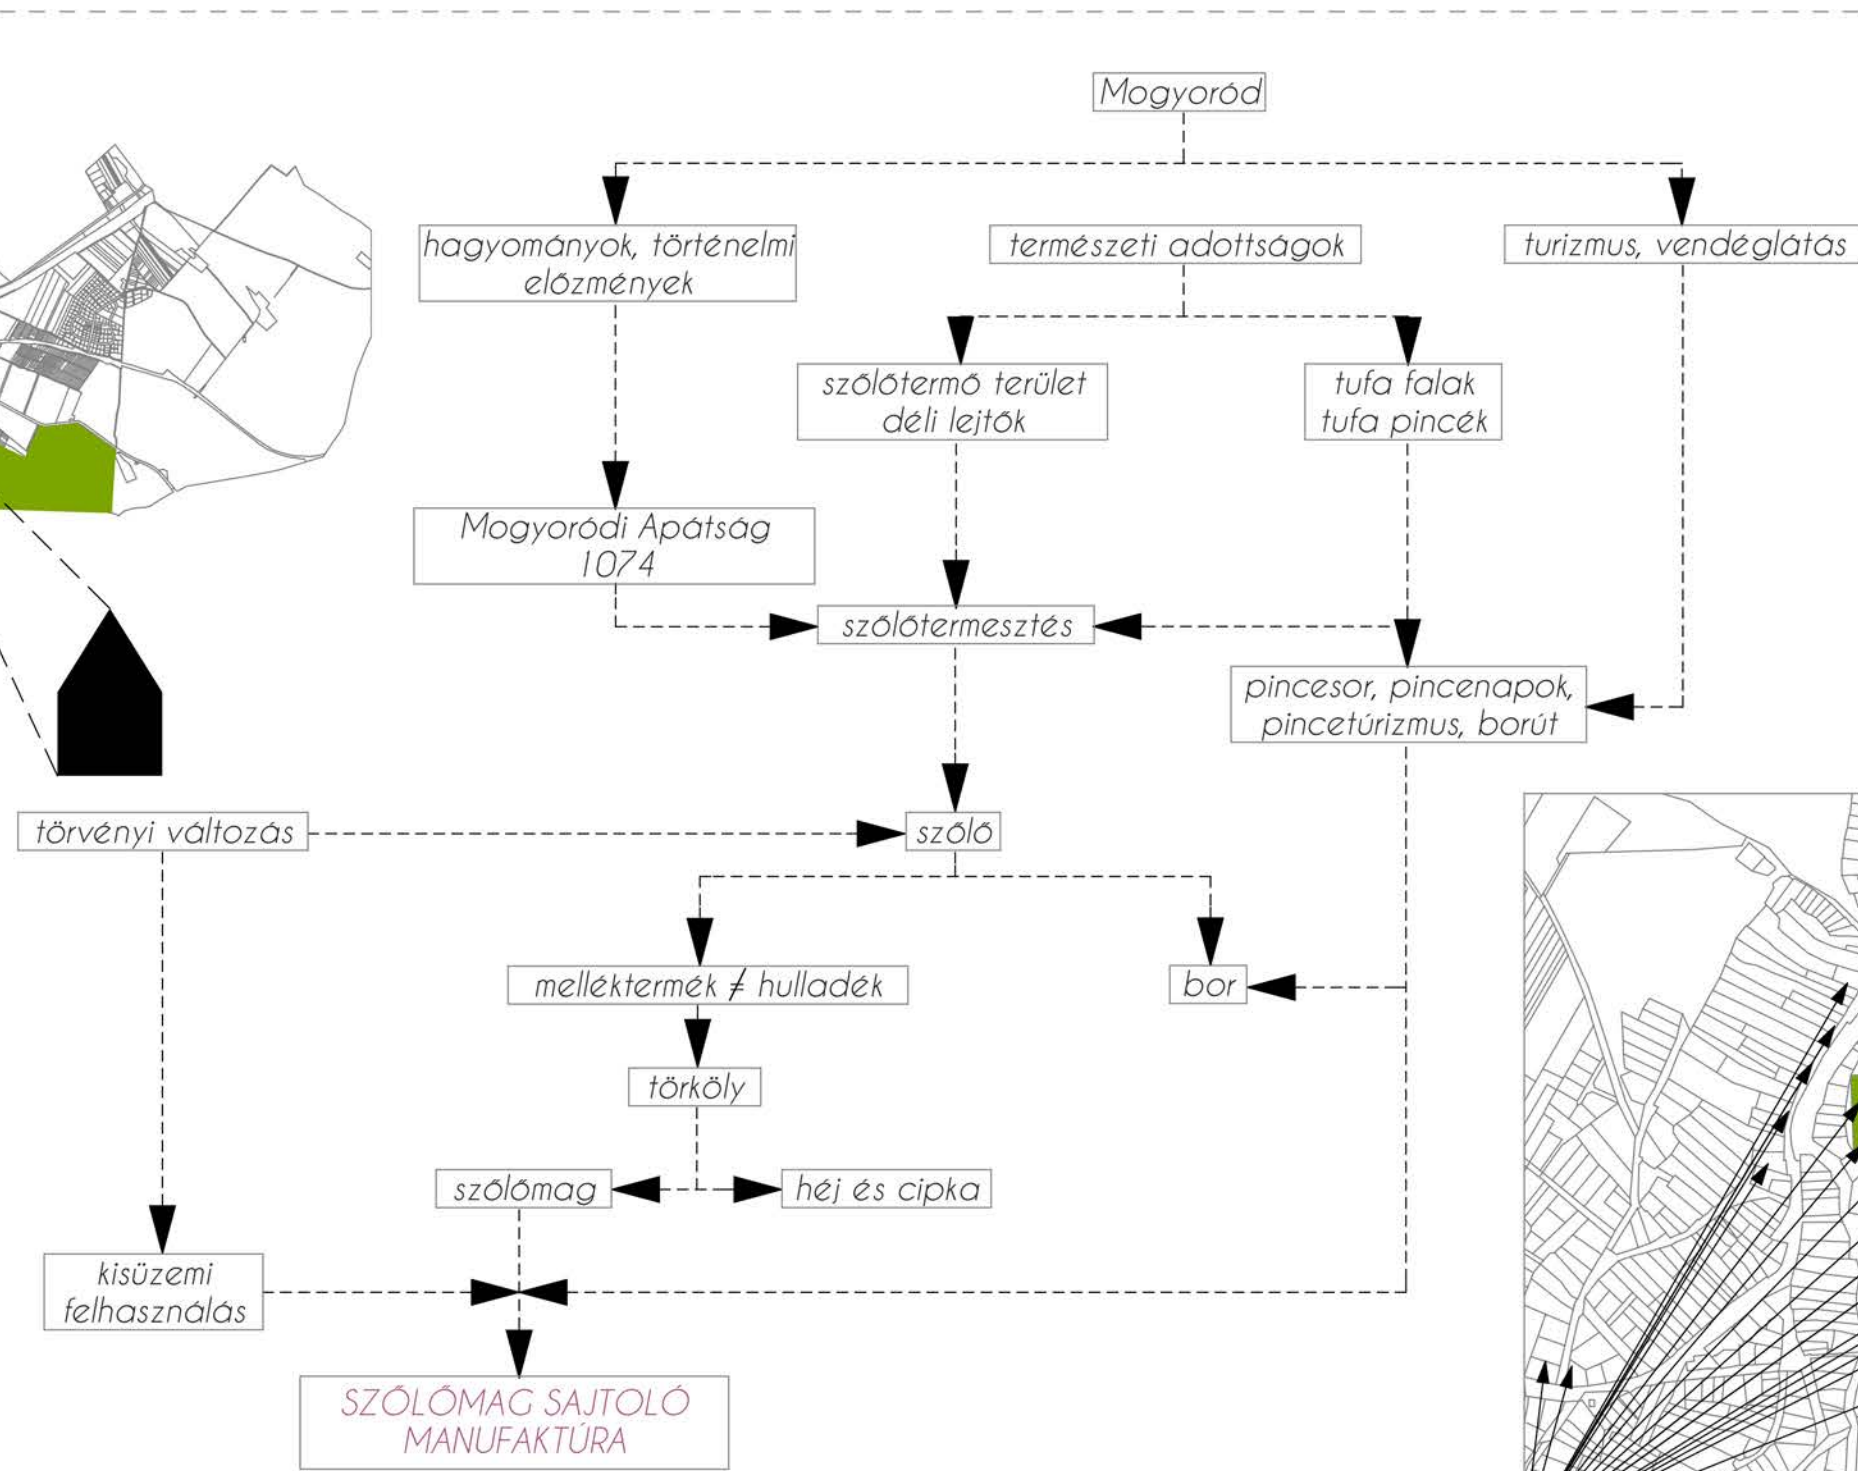 Mogyoród
hagyományok, történelmi
előzmények
természeti adottságok
turizmus, vendéglátás
szőlőtermő terület
déli lejtők
tufa falak
tufa pincék
Mogyoródi Apátság
1074
szőlőtermesztés
pincesor, pincenapok,
pincetúrizmus, borút
törvényi változás
szőlő
melléktermék ≠ hulladék
bor
törköly
szőlőmag
héj és cipka
kisüzemi
felhasználás
SZŐLŐMAG SAJTOLÓ
MANUFAKTÚRA